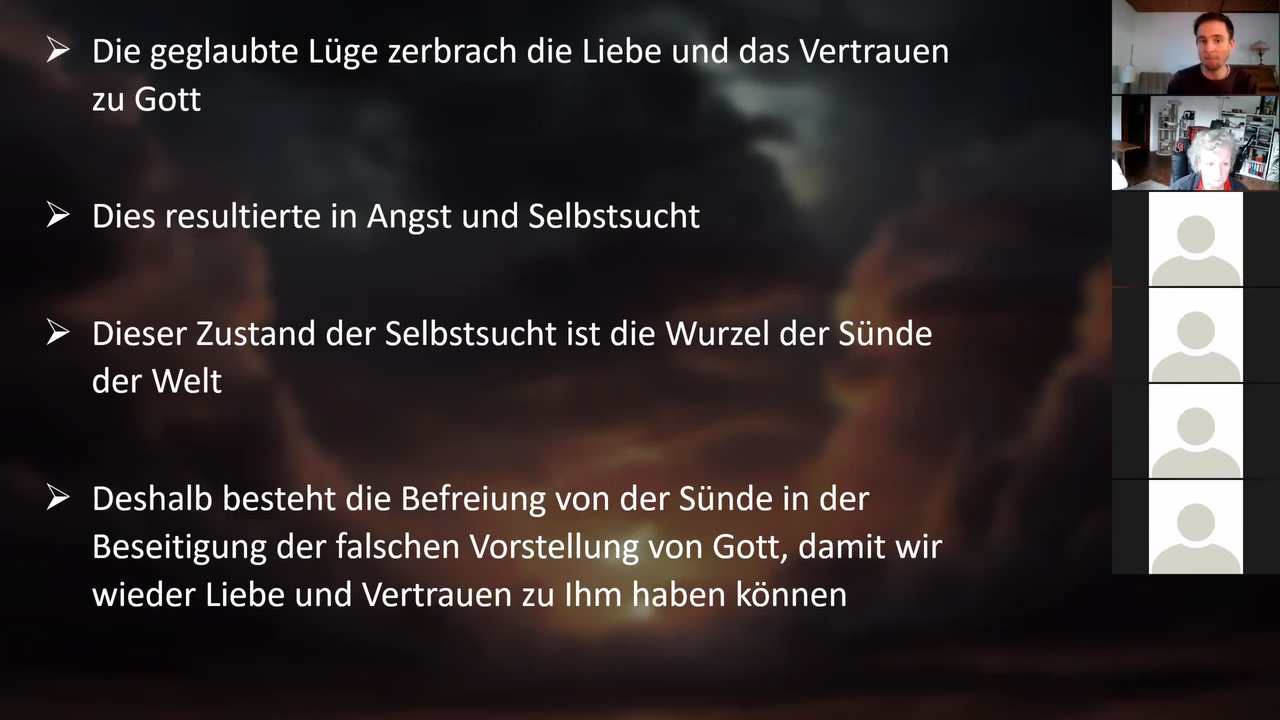 ➢ Die geglaubte Lüge zerbrach die Liebe und das Vertrauen
zu Gott
➢ Dies resultierte in Angst und Selbstsucht
➢ Dieser Zustand der Selbstsucht ist die Wurzel der Sünde
der Welt
➢ Deshalb besteht die Befreiung von der Sünde in der
Beseitigung der falschen Vorstellung von Gott, damit wir
wieder Liebe und Vertrauen zu Ihm haben können